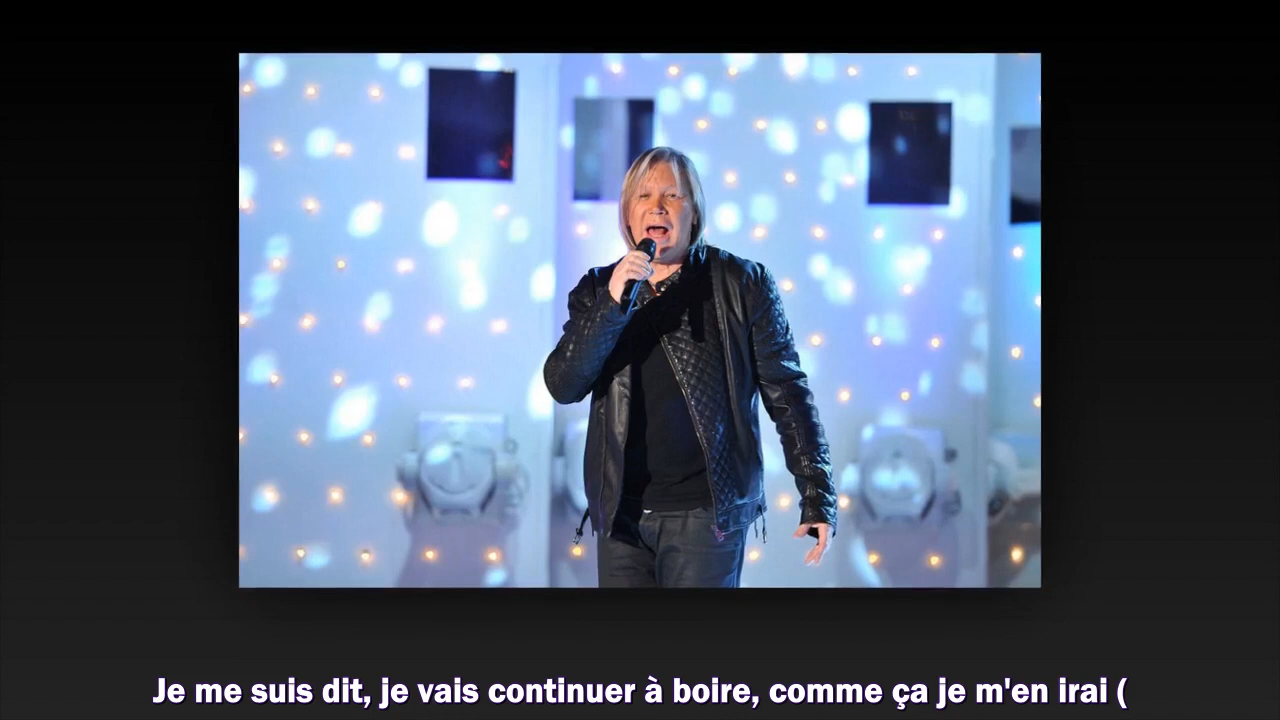 Je me suis dit, je vais continuer à boire, comme ça je m'en irai (